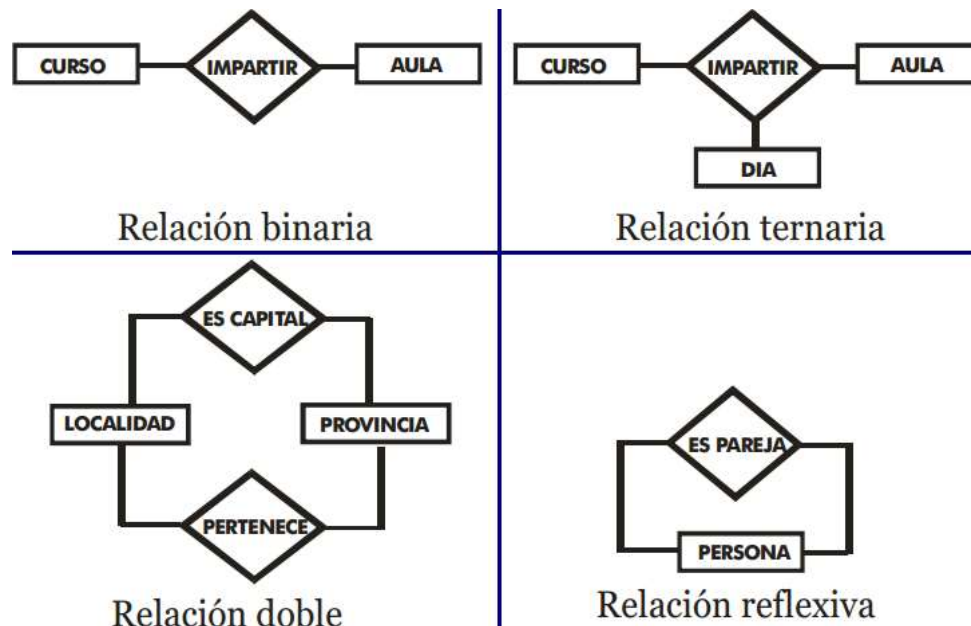 CURSO IMPARTIR AULA
Relación binaria
CURSO IMPARTIR AULA
DIA
Relación ternaria
ES CAPITAL
LOCALIDAD PROVINCIA
PERTENECE
Relación doble
ES PAREJA
PERSONA
Relación reflexiva